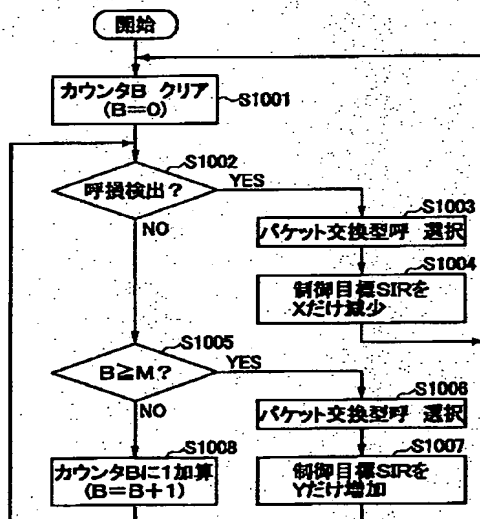 開始
カウンタB クリア
(B=0)
S1001
呼損検出?
S1002
YES
NO
S1003
パケット交換型呼 選択
S1004
制御目標SIRを
Xだけ減少
B≧M?
S1005
YES
NO
S1006
パケット交換型呼 選択
S1007
制御目標SIRを
Yだけ増加
S1008
カウンタBに1加算
(B=B+1)